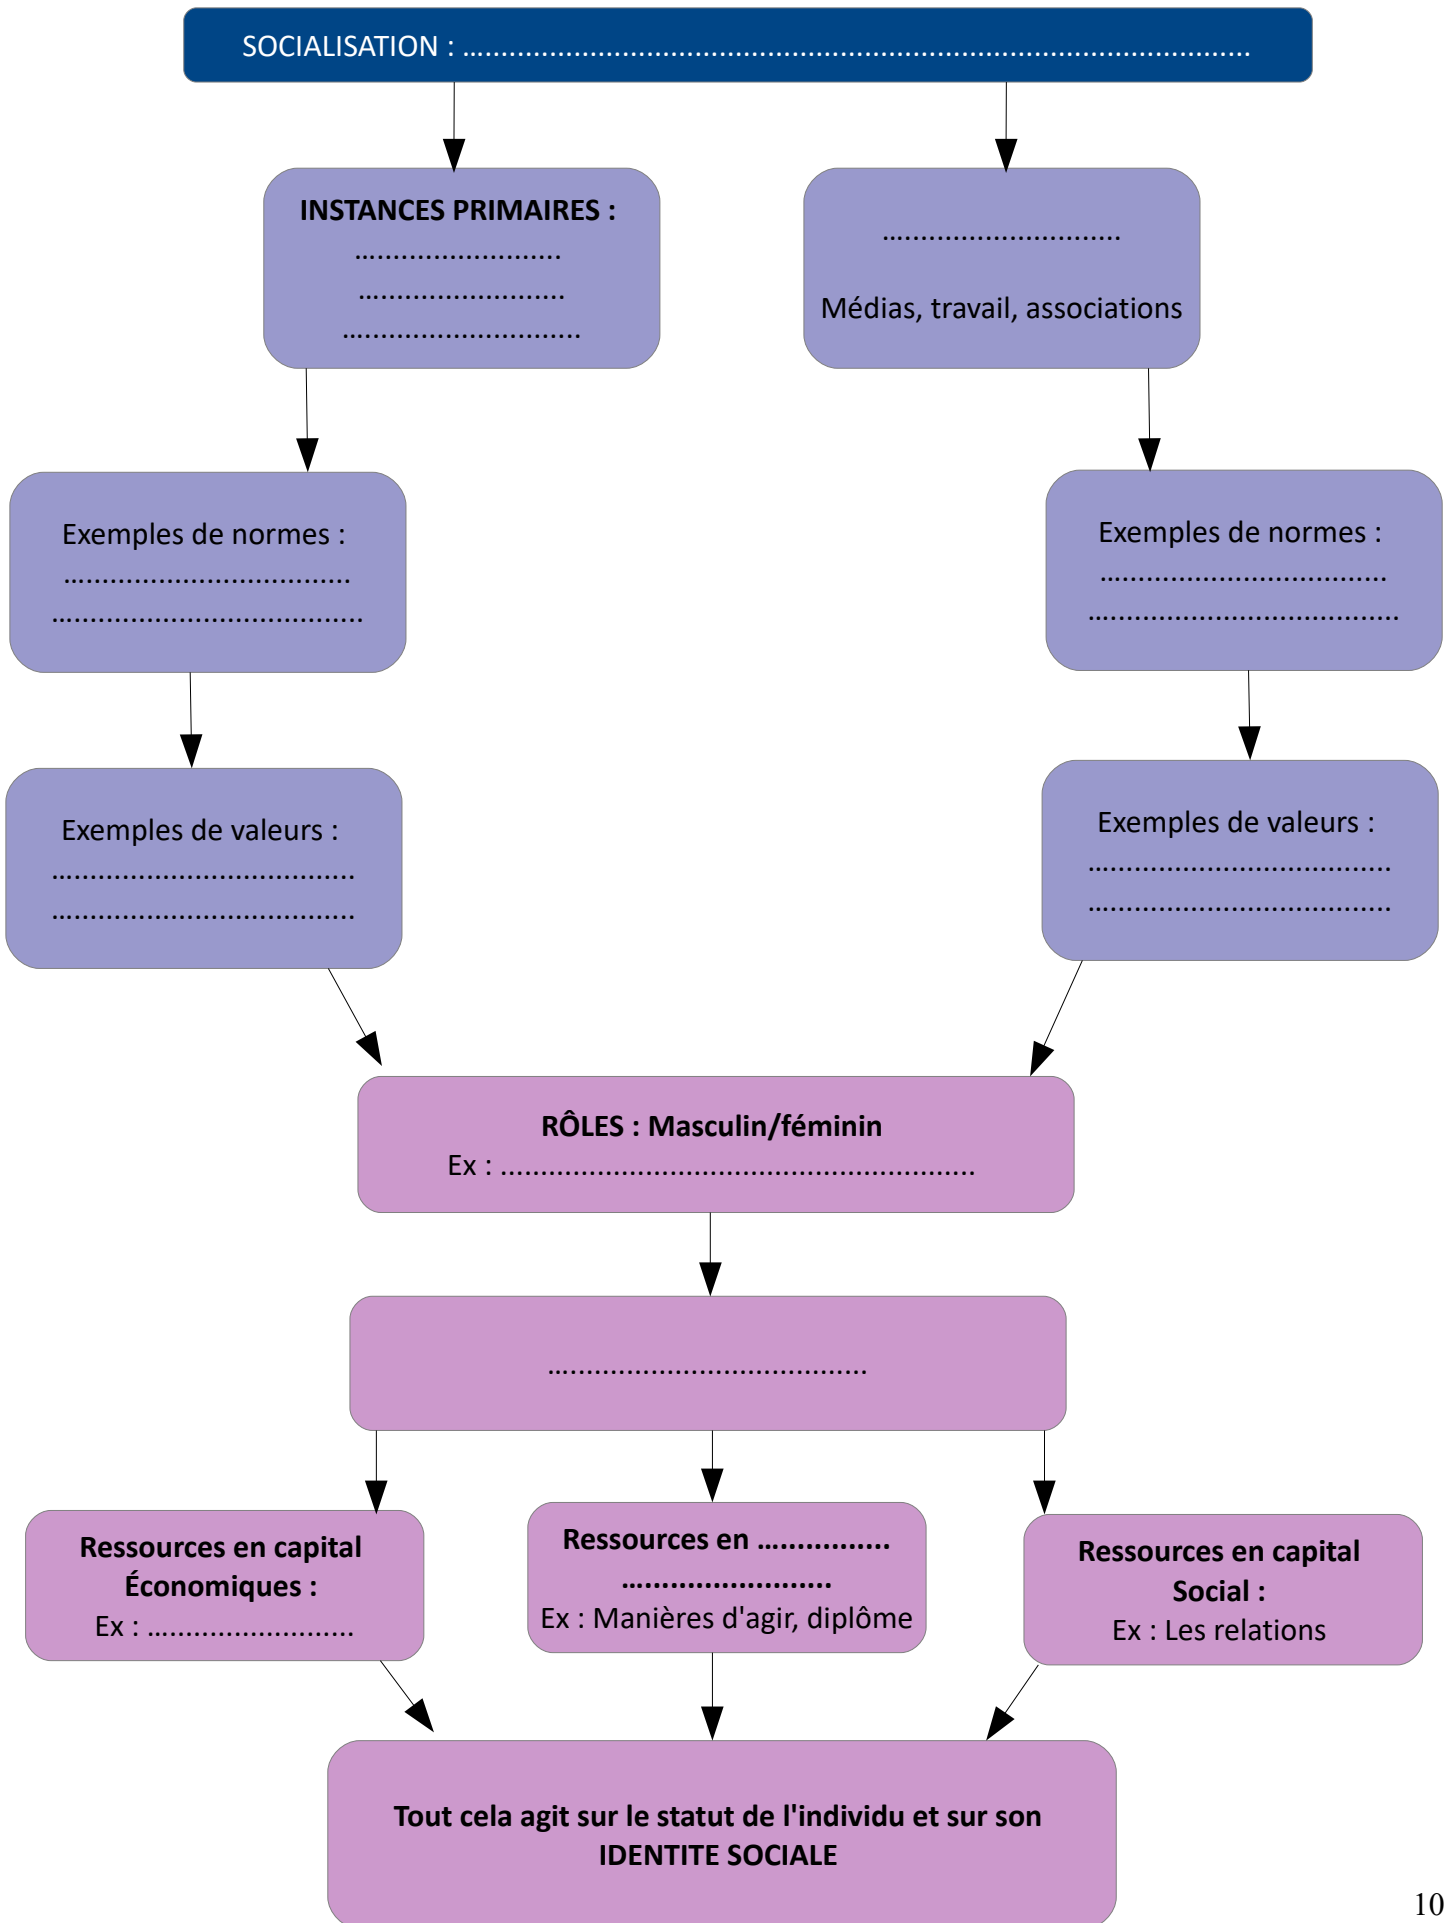 SOCIALISATION : ......................................................................................................
INSTANCES PRIMAIRES :
...........................
...........................
...............................
...............................
Médias, travail, associations
Exemples de normes :
.....................................
........................................
Exemples de normes :
.....................................
........................................
Exemples de valeurs :
.......................................
.......................................
Exemples de valeurs :
.......................................
.......................................
RÔLES : Masculin/féminin
Ex : ............................................................
.........................................
Ressources en capital
Économiques :
Ex : ...........................
Ressources en .................
...........................
Ex : Manières d'agir, diplôme
Ressources en capital
Social :
Ex : Les relations
Tout cela agit sur le statut de l'individu et sur son
IDENTITE SOCIALE
10